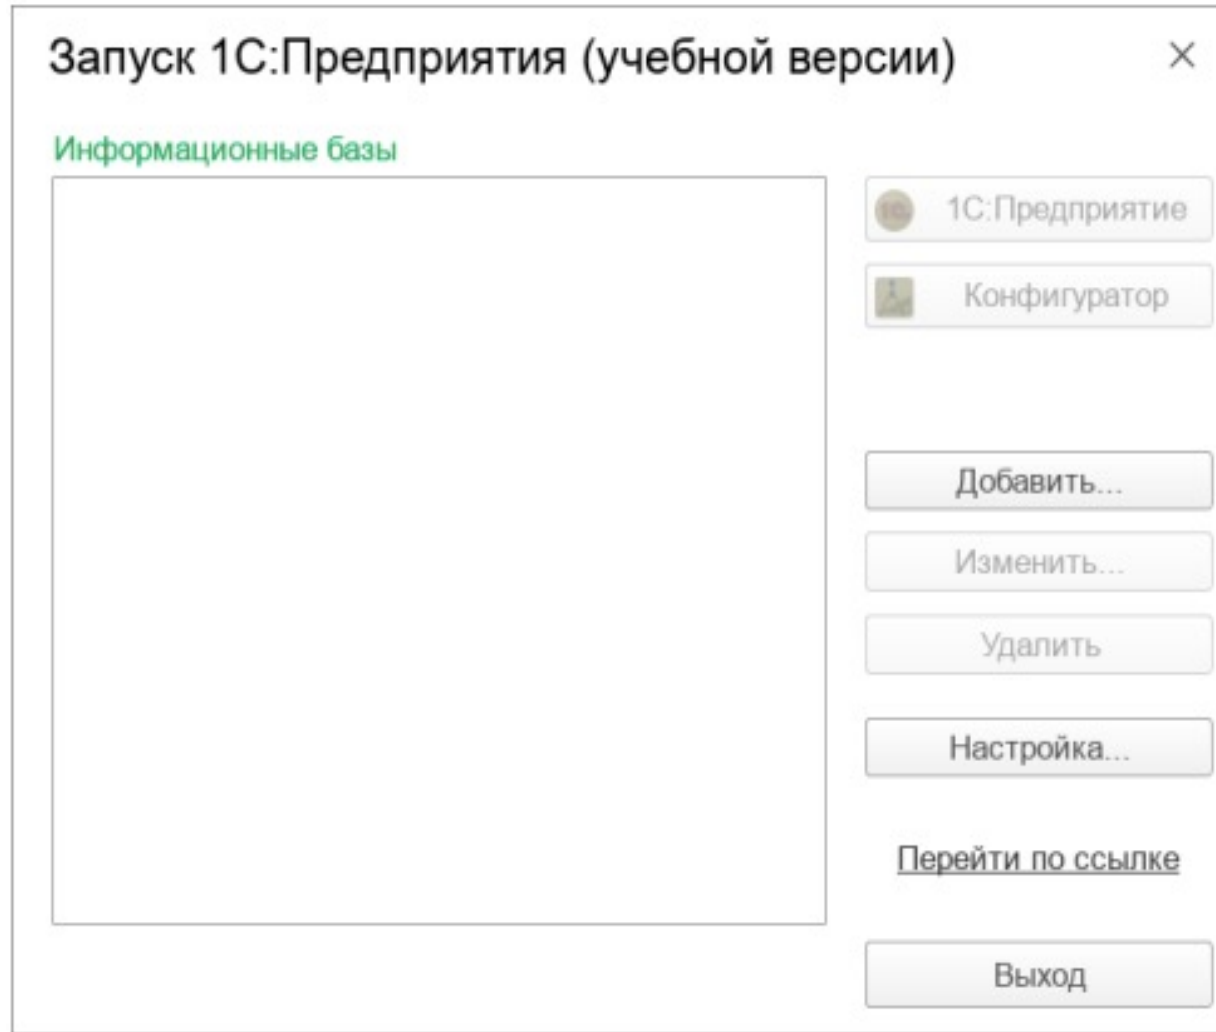 Запуск 1С:Предприятия (учебной версии)
Информационные базы
1С:Предприятие
Конфигуратор
Добавить...
Изменить...
Удалить
Настройка...
Перейти по ссылке
Выход